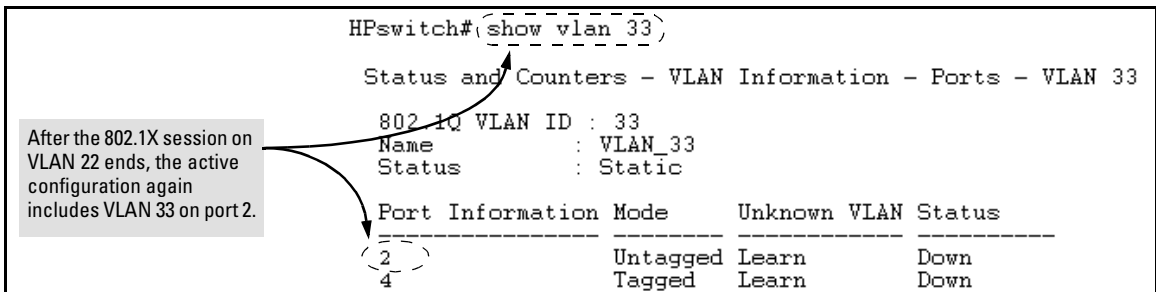 HPswitch# show vlan 33
Status and Counters - VLAN Information - Ports - VLAN 33
802.1Q VLAN ID : 33
Name : VLAN_33
Status : Static
After the 802.1X session on
VLAN 22 ends, the active
configuration again
includes VLAN 33 on port 2.
Port Information Mode Unknown VLAN Status
---------------- -------- ------------ ----------
2 Untagged Learn Down
4 Tagged Learn Down